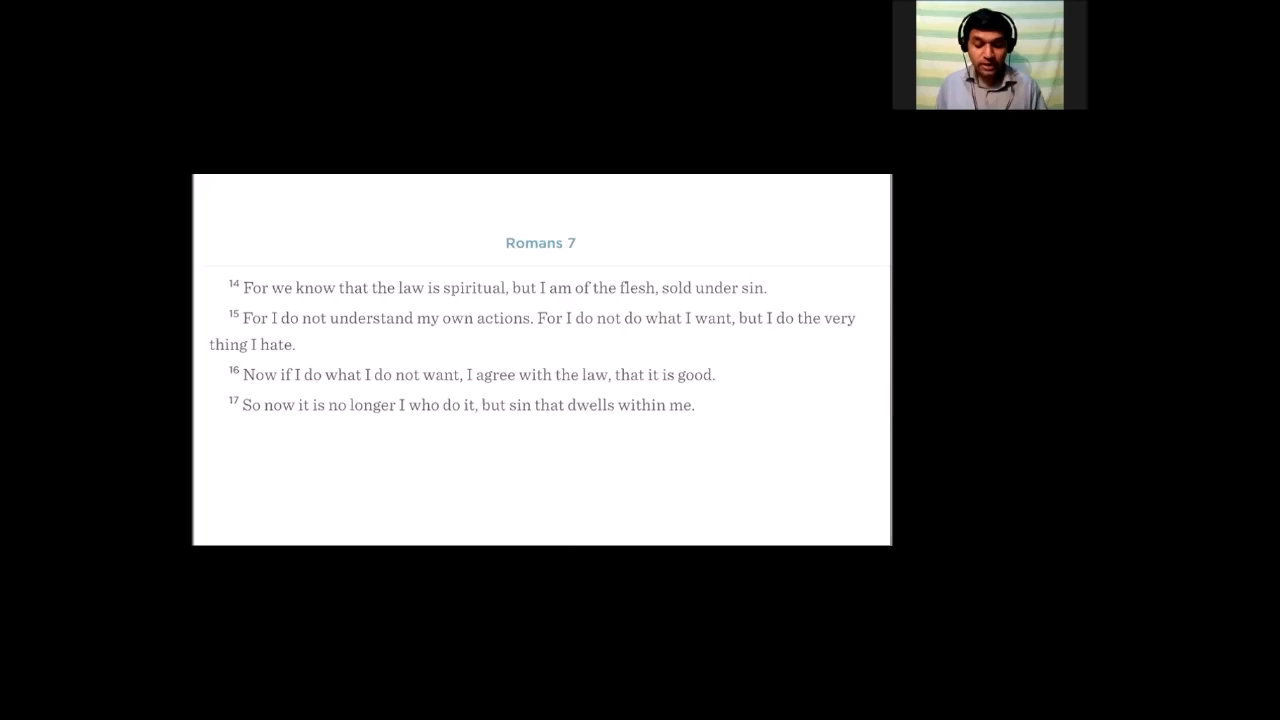 Romans 7
14 For we know that the law is spiritual, but I am of the flesh, sold under sin.
15 For I do not understand my own actions. For I do not do what I want, but I do the very
thing I hate.
16 Now if I do what I do not want, I agree with the law, that it is good.
17 So now it is no longer I who do it, but sin that dwells within me.